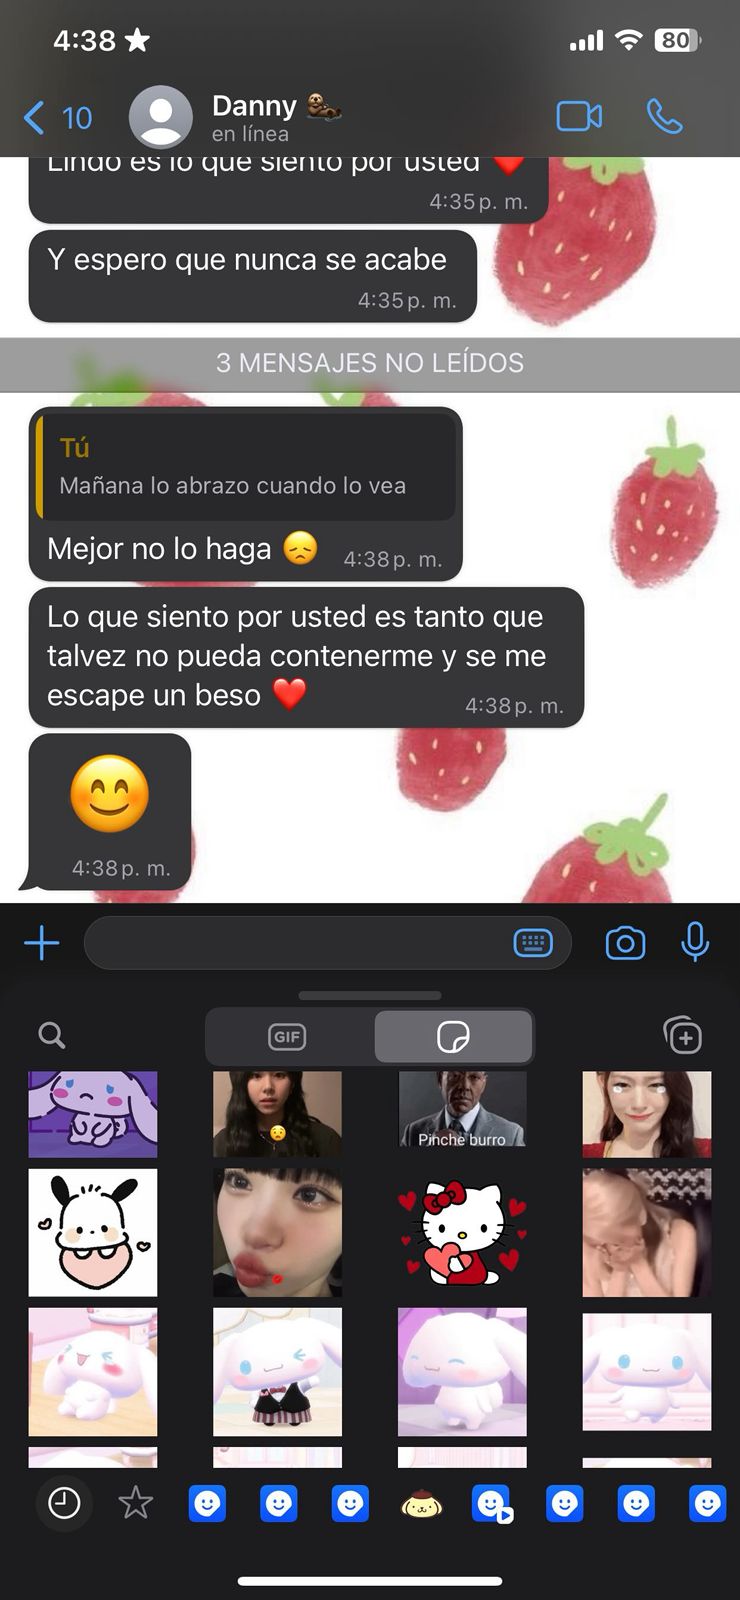 4:38
80
10
Danny
en línea
Lindo es lo que siento por usted ❤️
4:35 p. m.
Y espero que nunca se acabe
4:35 p. m.
3 MENSAJES NO LEÍDOS
Tú
Mañana lo abrazo cuando lo vea
Mejor no lo haga 😞
4:38 p. m.
Lo que siento por usted es tanto que
talvez no pueda contenerme y se me
escape un beso ❤️
4:38 p. m.
😊
4:38 p. m.
GIF
Pinche burro